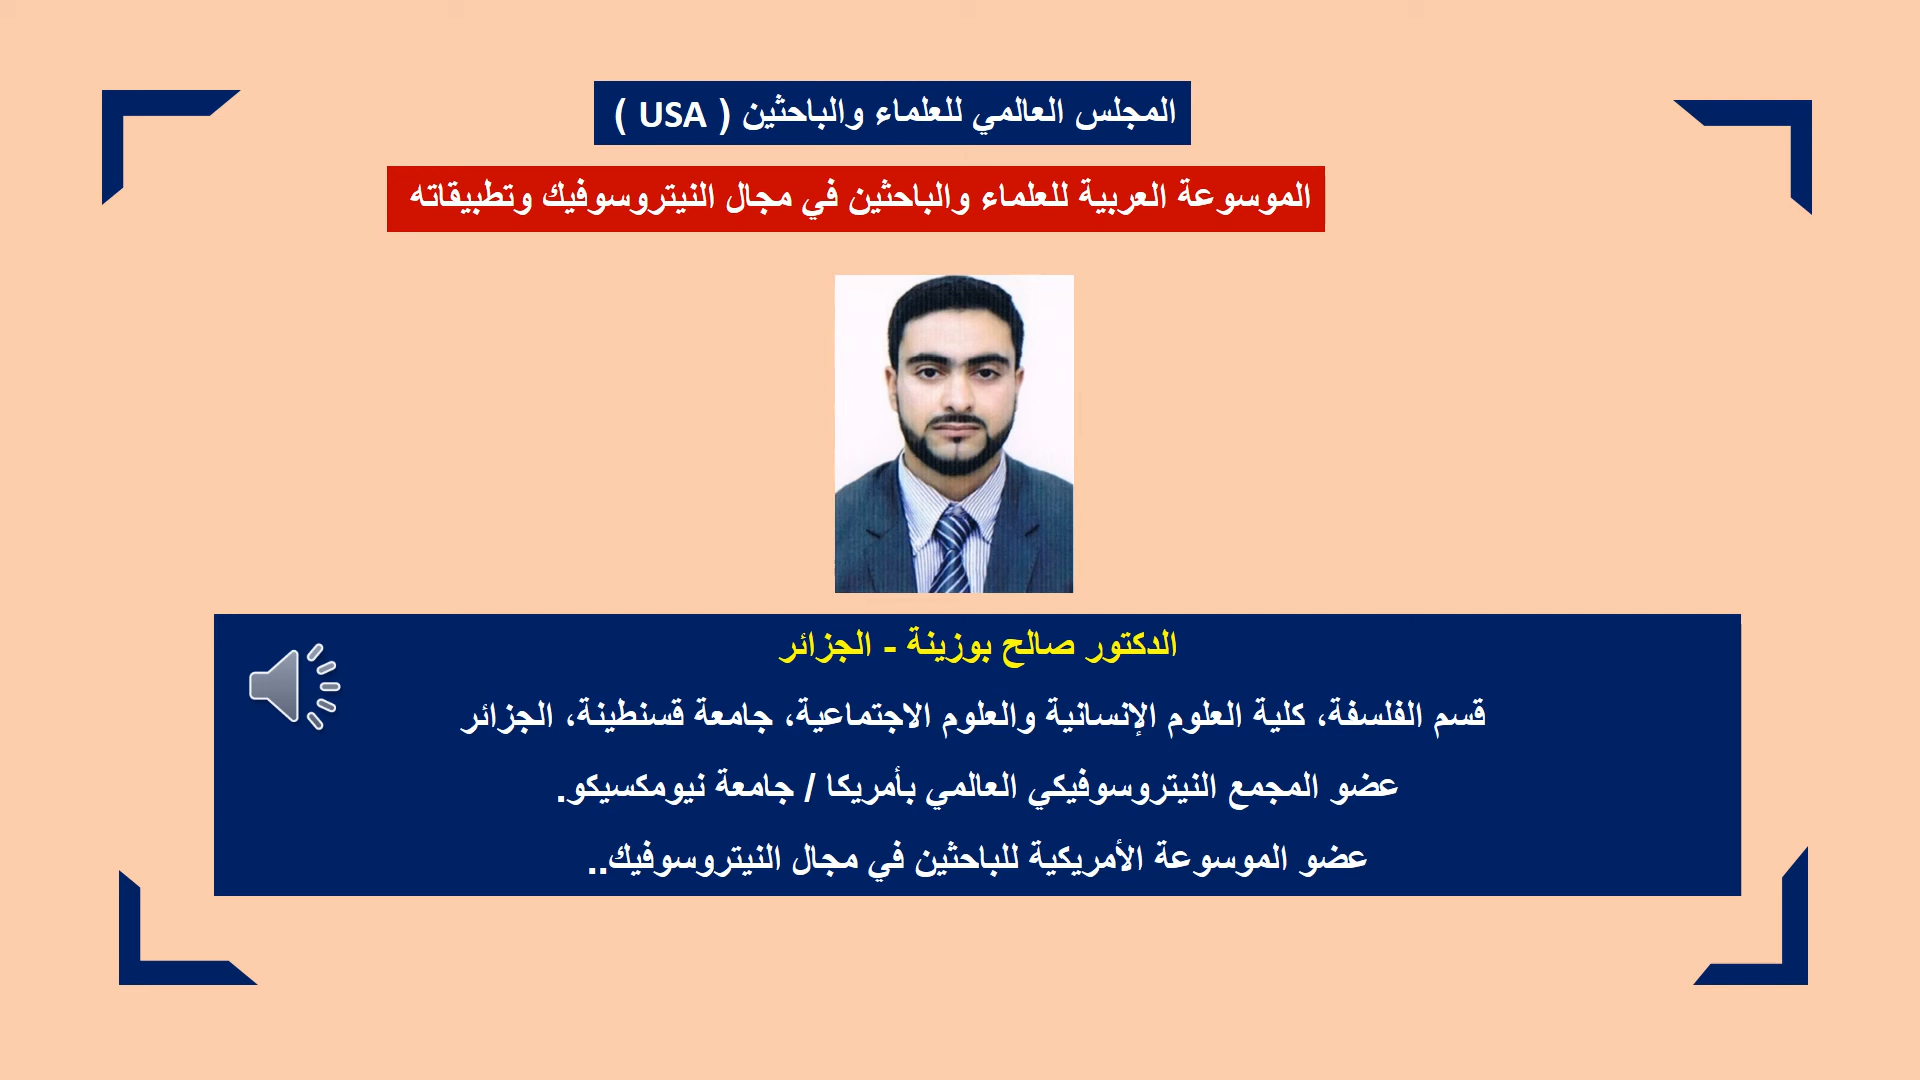 المجلس العالمي للعلماء والباحثين ( USA )
الموسوعة العربية للعلماء والباحثين في مجال النيتروسوفيك وتطبيقاته
الدكتور صالح بوزينة - الجزائر
قسم الفلسفة، كلية العلوم الإنسانية والعلوم الاجتماعية، جامعة قسنطينة، الجزائر
عضو المجمع النيتروسوفيكي العالمي بأمريكا / جامعة نيومكسيكو.
عضو الموسوعة الأمريكية للباحثين في مجال النيتروسوفيك..